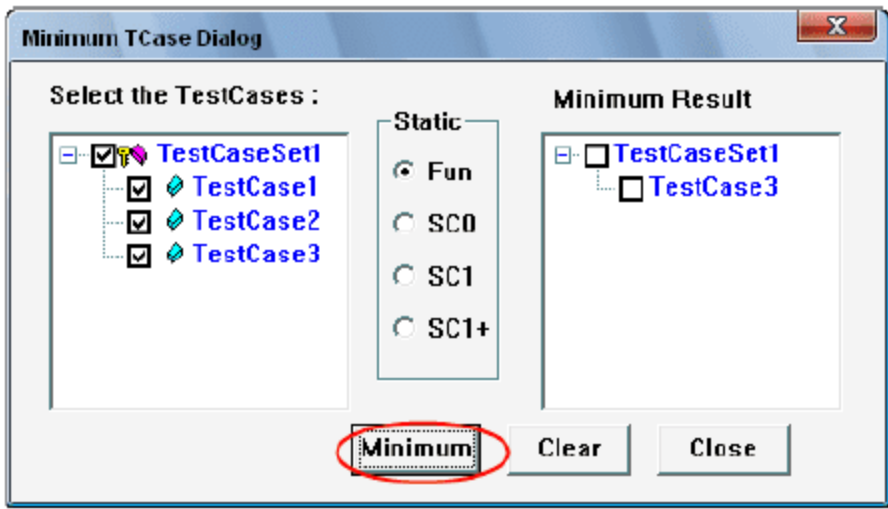 Minimum TCase Dialog
Select the TestCases :
TestCaseSet1
TestCase1
TestCase2
TestCase3
Static
Fun
SC0
SC1
SC1+
Minimum Result
TestCaseSet1
TestCase3
Minimum
Clear
Close